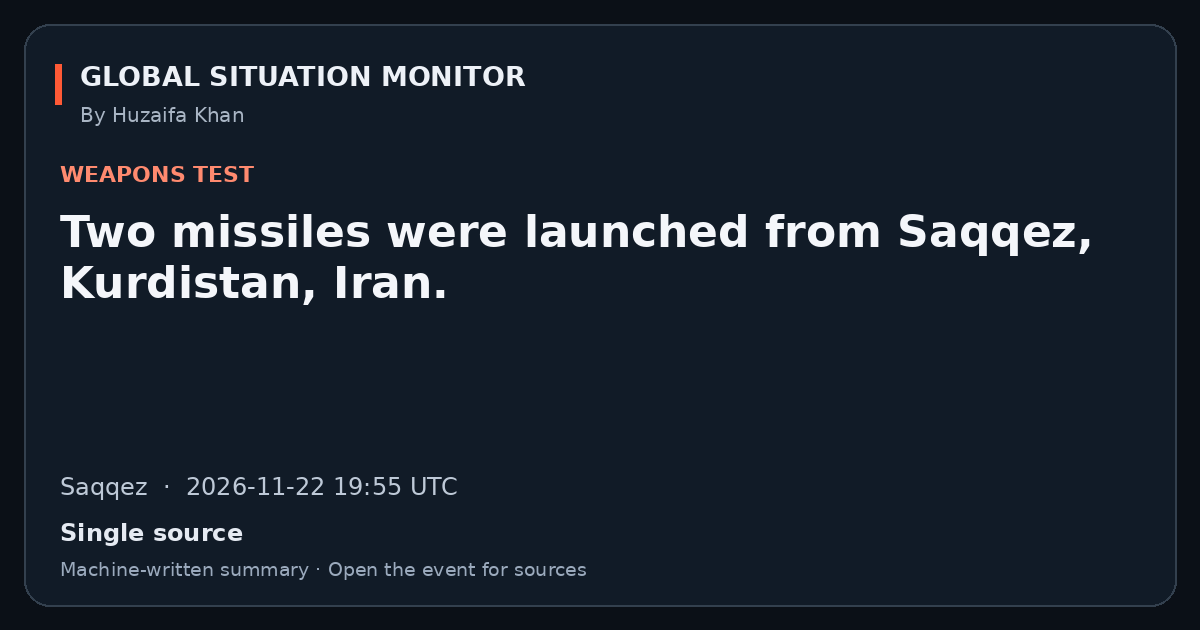 GLOBAL SITUATION MONITOR
By Huzaifa Khan
WEAPONS TEST
Two missiles were launched from Saqqez,
Kurdistan, Iran.
Saqqez · 2026-11-22 19:55 UTC
Single source
Machine-written summary · Open the event for sources